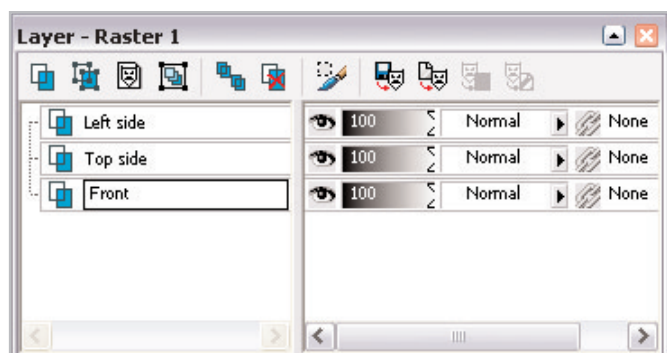 Layer - Raster 1
Left side 100 Normal None
Top side 100 Normal None
Front 100 Normal None